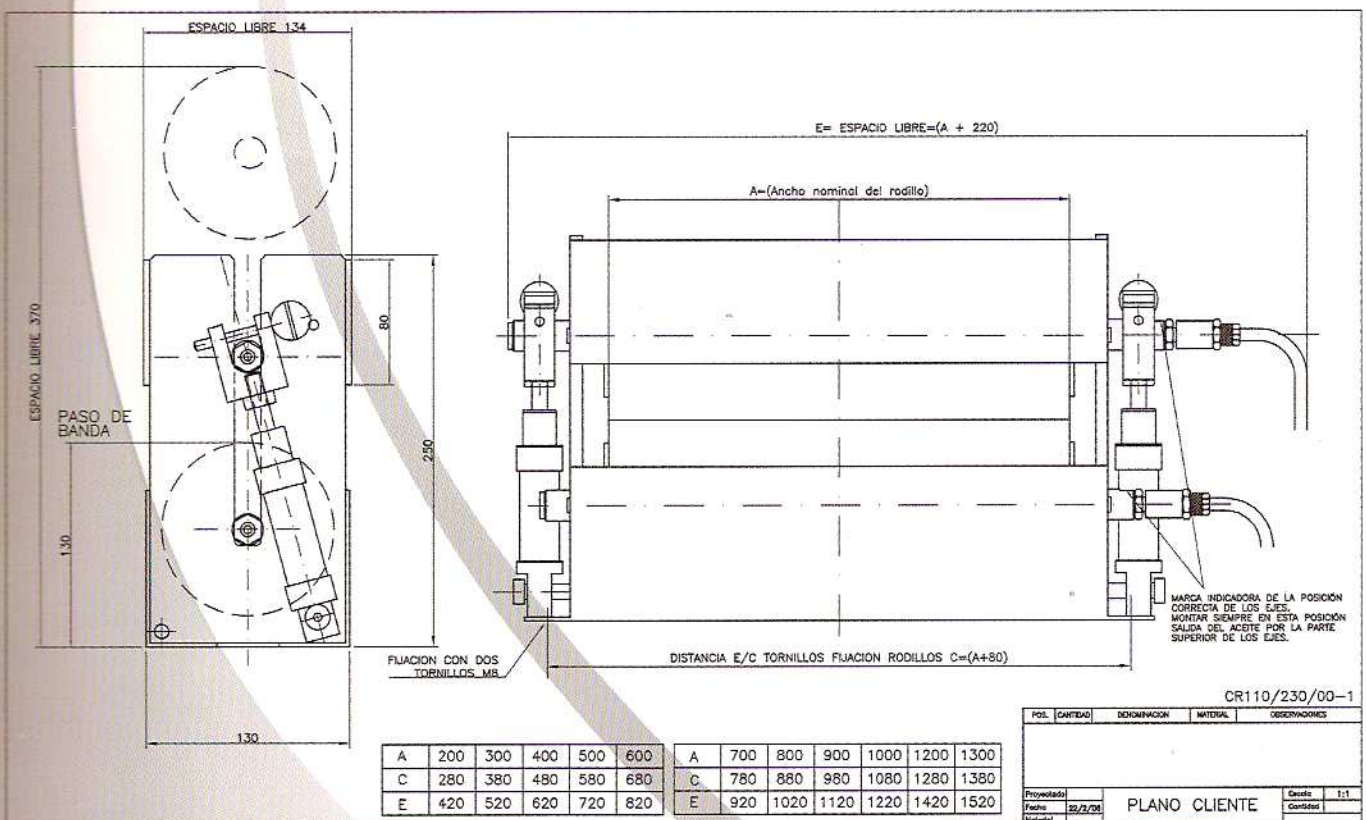 ESPACIO LIBRE 134
E= ESPACIO LIBRE=(A + 220)
A=(Ancho nominal del rodillo)
ESPACIO LIBRE 370
80
PASO DE
BANDA
250
130
130
MARCA INDICADORA DE LA POSICIÓN
CORRECTA DE LOS EJES.
MONTAR SIEMPRE EN ESTA POSICIÓN
SALIDA DEL ACEITE POR LA PARTE
SUPERIOR DE LOS EJES.
FIJACION CON DOS
TORNILLOS M8
DISTANCIA E/C TORNILLOS FIJACION RODILLOS C=(A+80)
CR110/230/00-1
POS. CANTIDAD DENOMINACION MATERIAL OBSERVACIONES
A 200 300 400 500 600
C 280 380 480 580 680
E 420 520 620 720 820
A 700 800 900 1000 1200 1300
C 780 880 980 1080 1280 1380
E 920 1020 1120 1220 1420 1520
Proyectado
Fecha
Material
PLANO CLIENTE
Escala 1:1
Cantidad